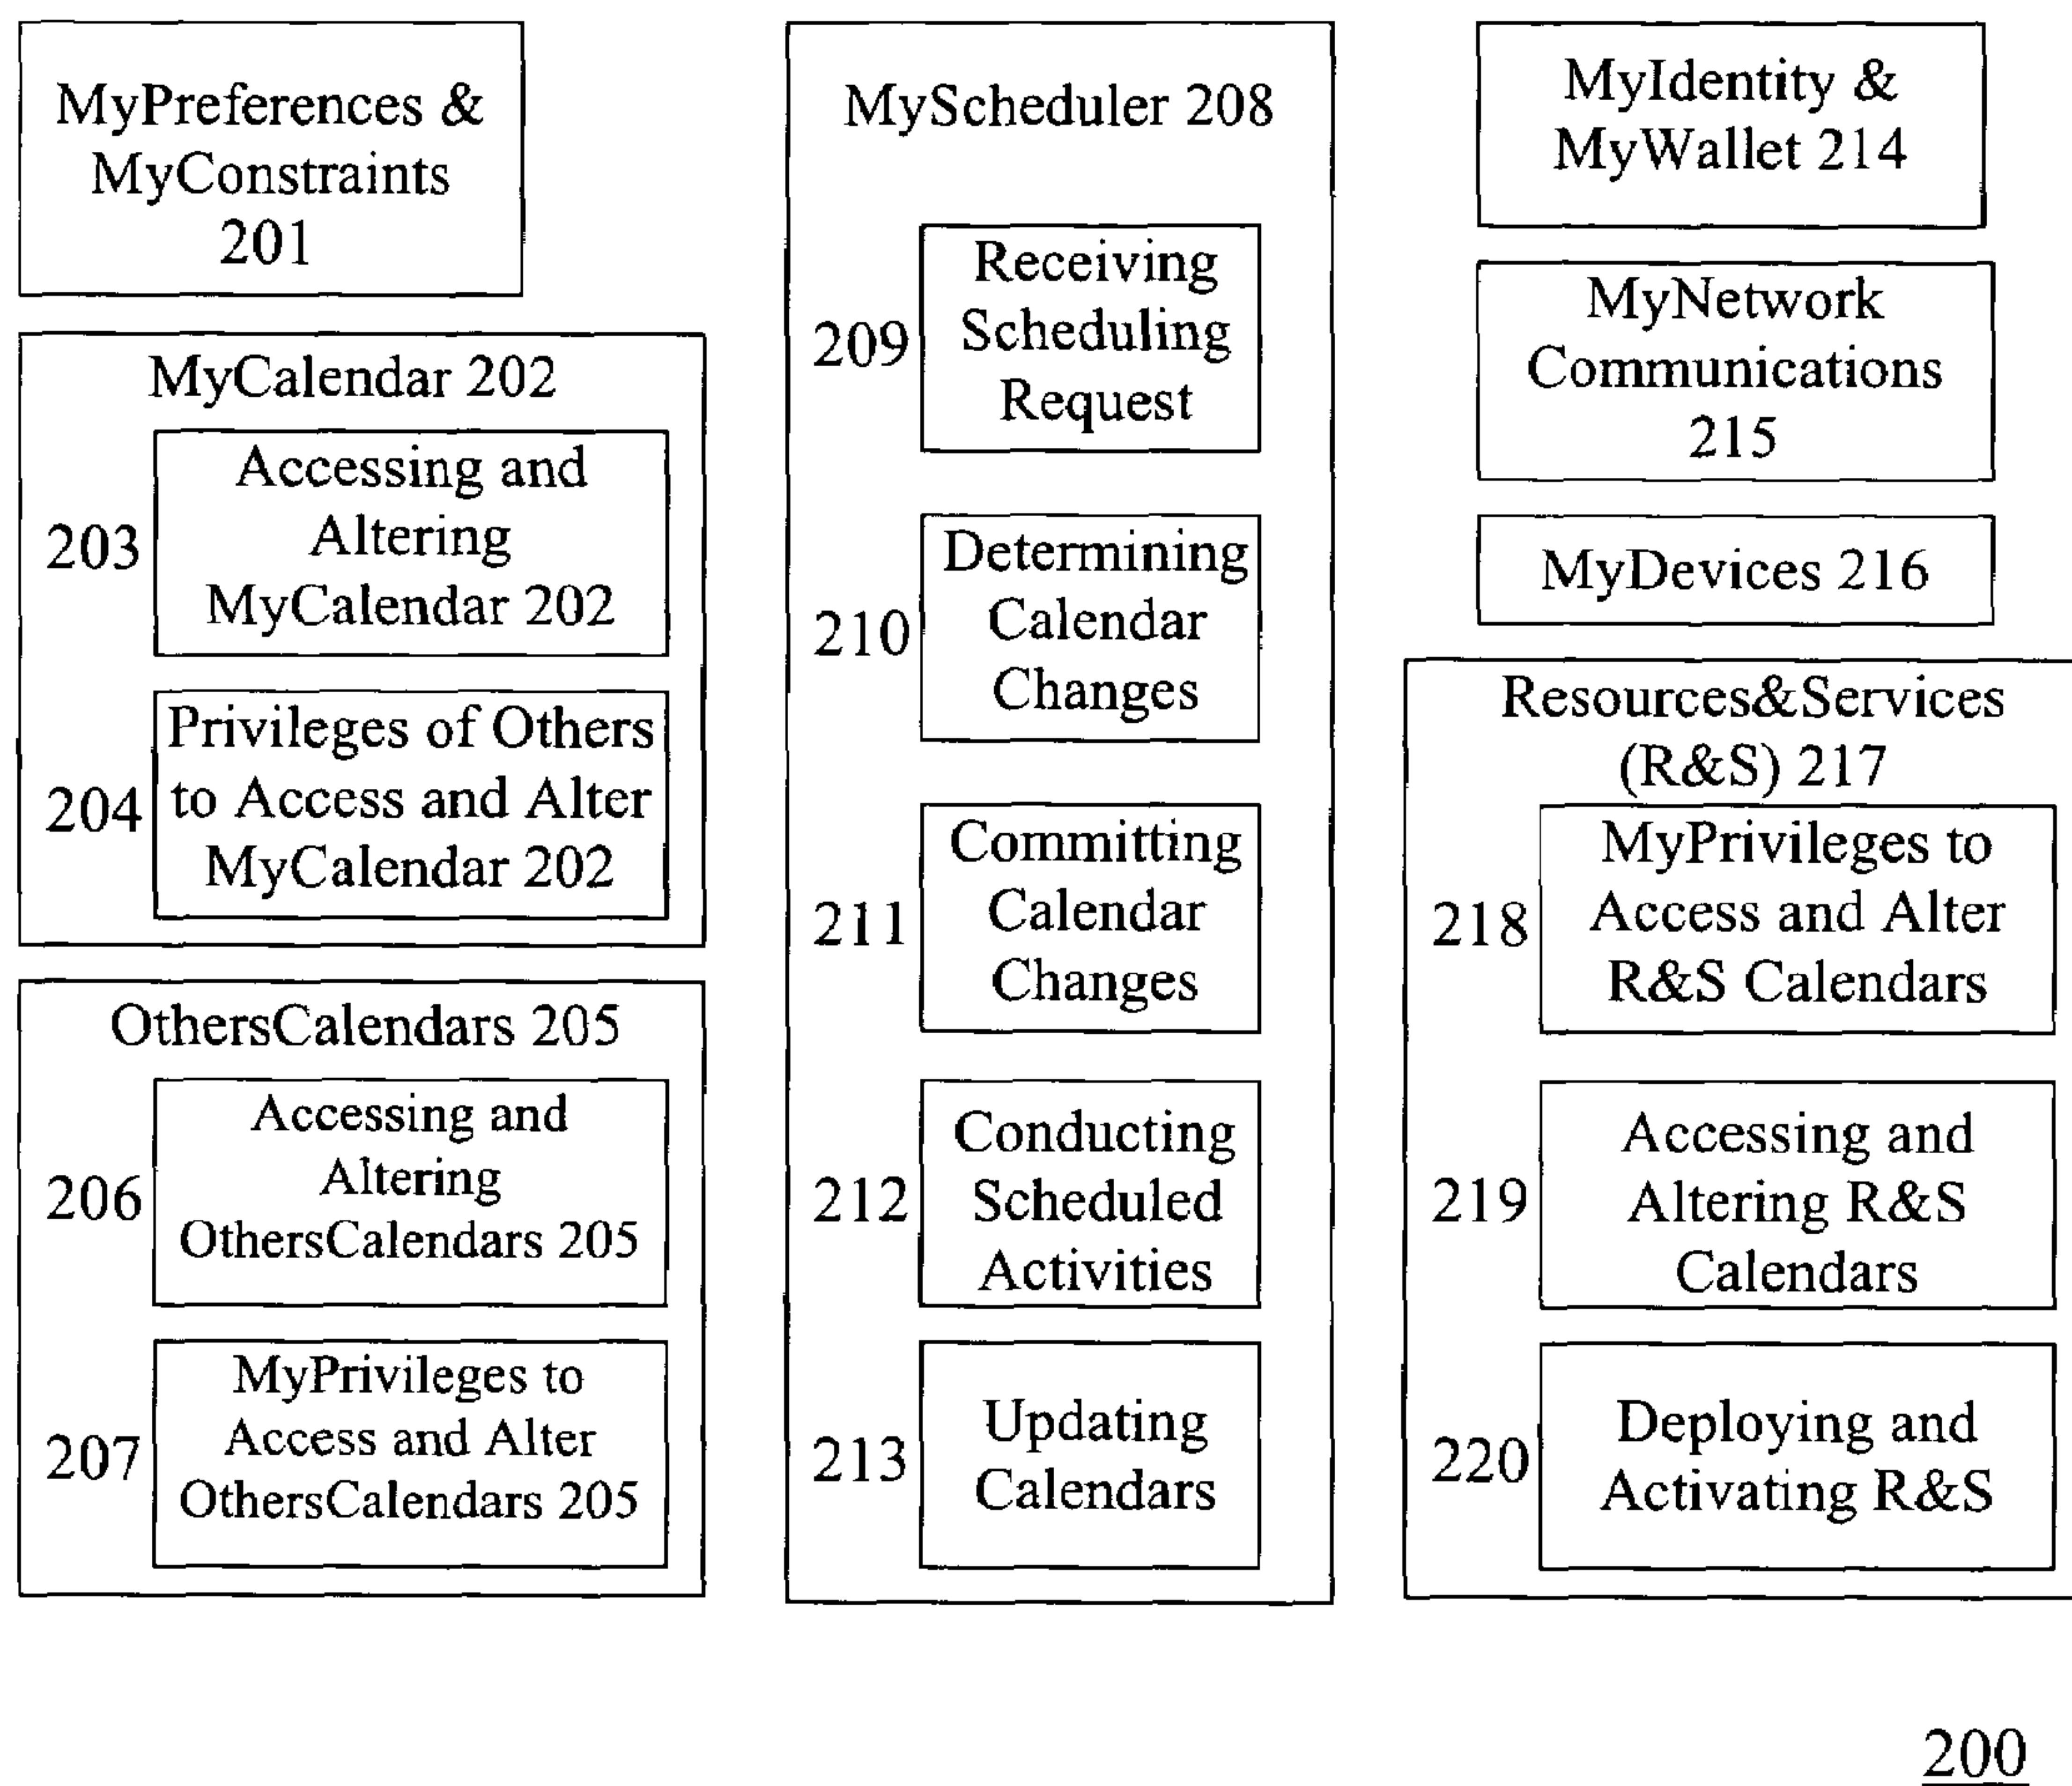 MyPreferences &
MyConstraints
201
MyCalendar 202
203
Accessing and
Altering
MyCalendar 202
204
Privileges of Others
to Access and Alter
MyCalendar 202
OthersCalendars 205
206
Accessing and
Altering
OthersCalendars 205
207
MyPrivileges to
Access and Alter
OthersCalendars 205
MyScheduler 208
209
Receiving
Scheduling
Request
210
Determining
Calendar
Changes
211
Committing
Calendar
Changes
212
Conducting
Scheduled
Activities
213
Updating
Calendars
MyIdentity &
MyWallet 214
MyNetwork
Communications
215
MyDevices 216
Resources&Services
(R&S) 217
218
MyPrivileges to
Access and Alter
R&S Calendars
219
Accessing and
Altering R&S
Calendars
220
Deploying and
Activating R&S
200